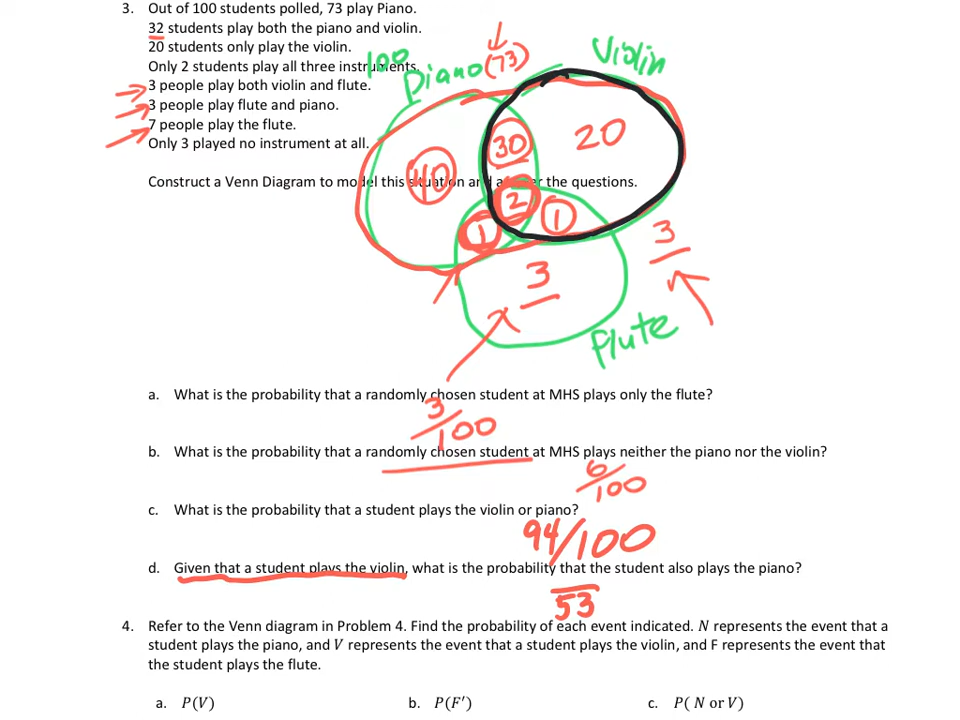 3. Out of 100 students polled, 73 play Piano.
32 students play both the piano and violin.
20 students only play the violin.
Only 2 students play all three instruments.
3 people play both violin and flute.
3 people play flute and piano.
7 people play the flute.
Only 3 played no instrument at all.
100
Piano (73)
Violin
30
20
40
Construct a Venn Diagram to model this situation and answer the questions.
2
1
1
3
3
Flute
a. What is the probability that a randomly chosen student at MHS plays only the flute?
3/100
b. What is the probability that a randomly chosen student at MHS plays neither the piano nor the violin?
6/100
c. What is the probability that a student plays the violin or piano?
94/100
d. Given that a student plays the violin, what is the probability that the student also plays the piano?
53
4. Refer to the Venn diagram in Problem 4. Find the probability of each event indicated. N represents the event that a
student plays the piano, and V represents the event that a student plays the violin, and F represents the event that
the student plays the flute.
a. P(V) b. P(F′) c. P( N or V)